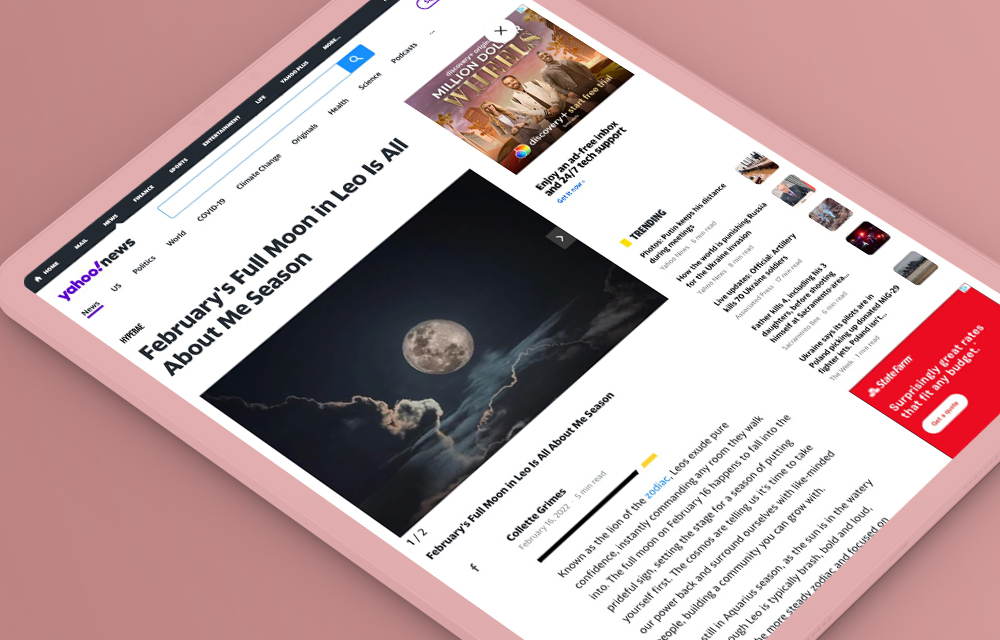 HOME
MAIL
NEWS
FINANCE
SPORTS
ENTERTAINMENT
LIFE
YAHOO PLUS
MORE...
yahoo!news
News
US
Politics
World
COVID-19
Climate Change
Originals
Health
Science
Podcasts
...
HYPEBAE
February's Full Moon in Leo Is All
About Me Season
1 / 2
February's Full Moon in Leo Is All About Me Season
Collette Grimes
February 16, 2022 · 5 min read
Known as the lion of the zodiac, Leos exude pure
confidence, instantly commanding any room they walk
into. The full moon on February 16 happens to fall into the
prideful sign, setting the stage for a season of putting
yourself first. The cosmos are telling us it's time to take
our power back and surround ourselves with like-minded
people, building a community you can grow with.
still in Aquarius season, as the sun is in the watery
Leo is typically brash, bold and loud,
more steady zodiac and focused on
discovery+ original
MILLION DOLLAR
WHEELS
discovery+ start free trial
Enjoy an ad-free inbox
and 24/7 tech support
Get it now
TRENDING
Photos: Putin keeps his distance
during meetings
Yahoo News · 6 min read
How the world is punishing Russia
for the Ukraine invasion
Yahoo News · 8 min read
Live updates: Official: Artillery
kills 70 Ukraine soldiers
Associated Press · 17 min read
Father kills 4, including his 3
daughters, before shooting
himself at Sacramento-area...
Sacramento Bee · 6 min read
Ukraine says its pilots are in
Poland picking up donated MiG-29
fighter jets. Poland isn't...
The Week · 1 min read
StateFarm
Surprisingly great rates
that fit any budget.
Get a quote